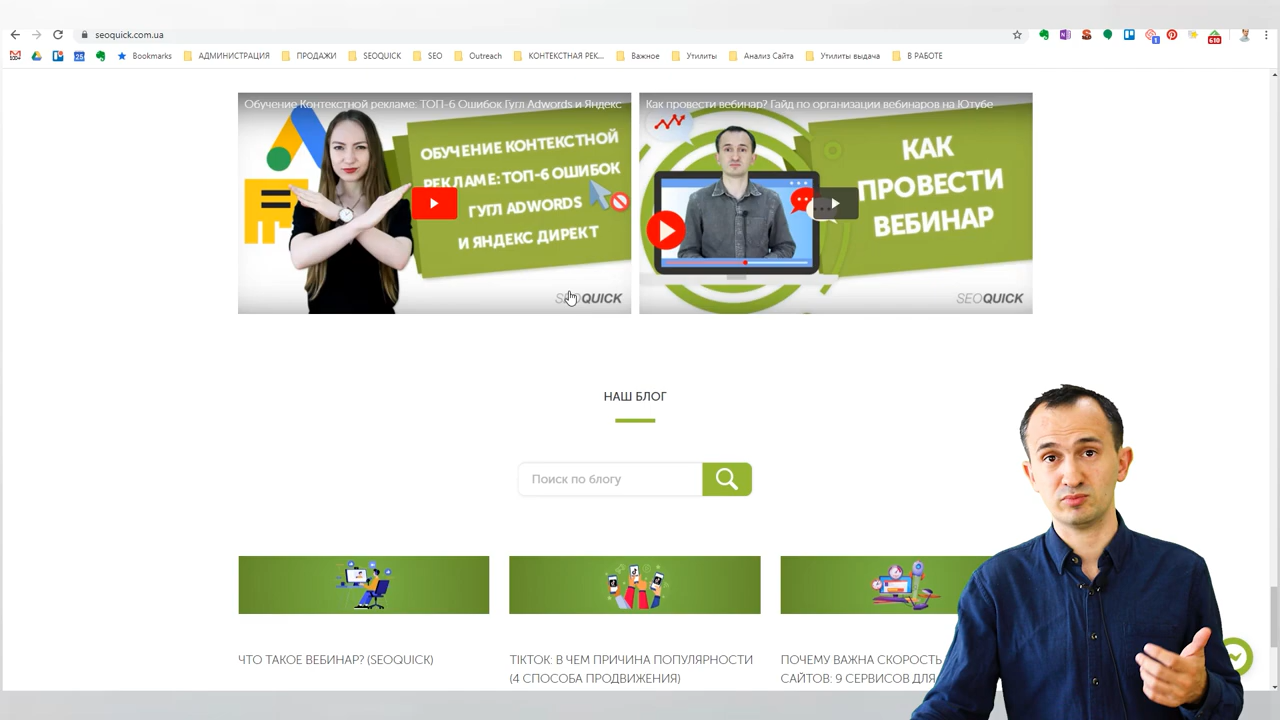 seoquick.com.ua
Bookmarks АДМИНИСТРАЦИЯ ПРОДАЖИ SEOQUICK SEO Outreach КОНТЕКСТНАЯ РЕК... Важное Утилиты Анализ Сайта Утилиты выдача В РАБОТЕ
Обучение Контекстной рекламе: ТОП-6 Ошибок Гугл Adwords и Яндекс
ОБУЧЕНИЕ КОНТЕКСТНОЙ
РЕКЛАМЕ: ТОП-6 ОШИБОК
ГУГЛ ADWORDS
И ЯНДЕКС ДИРЕКТ
SEOQUICK
Как провести вебинар? Гайд по организации вебинаров на Ютубе
КАК
ПРОВЕСТИ
ВЕБИНАР
SEOQUICK
НАШ БЛОГ
Поиск по блогу
ЧТО ТАКОЕ ВЕБИНАР? (SEOQUICK)
TIKTOK: В ЧЕМ ПРИЧИНА ПОПУЛЯРНОСТИ
(4 СПОСОБА ПРОДВИЖЕНИЯ)
ПОЧЕМУ ВАЖНА СКОРОСТЬ
САЙТОВ: 9 СЕРВИСОВ ДЛЯ